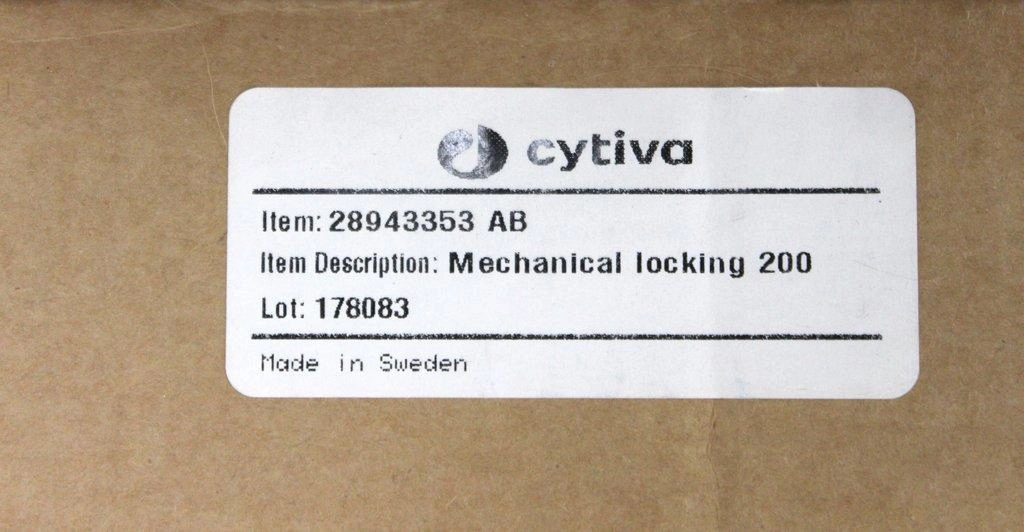 cytiva
Item: 28943353 AB
Item Description: Mechanical locking 200
Lot: 178083
Made in Sweden